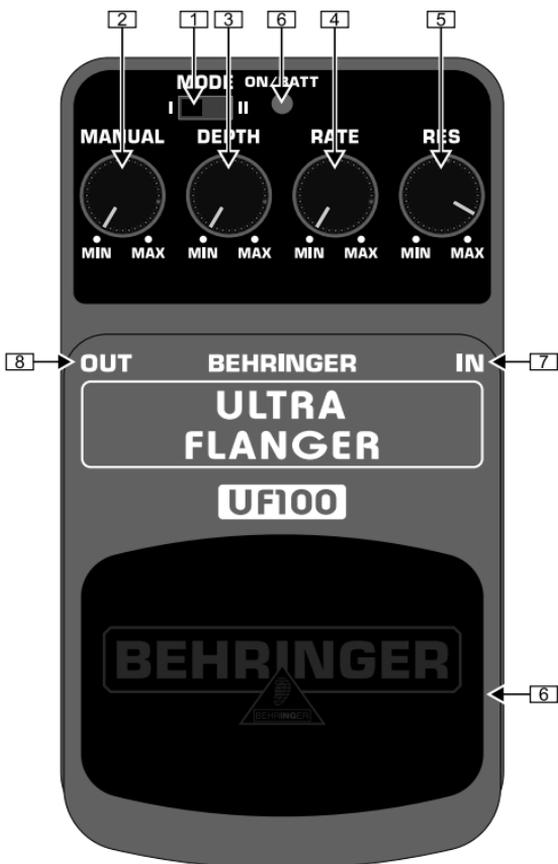 2 1 3 6 4 5
MODE ON/BATT
I II
MANUAL DEPTH RATE RES
MIN MAX MIN MAX MIN MAX MIN MAX
8 OUT BEHRINGER IN 7
ULTRA
FLANGER
UF100
BEHRINGER
6
BEHRINGER